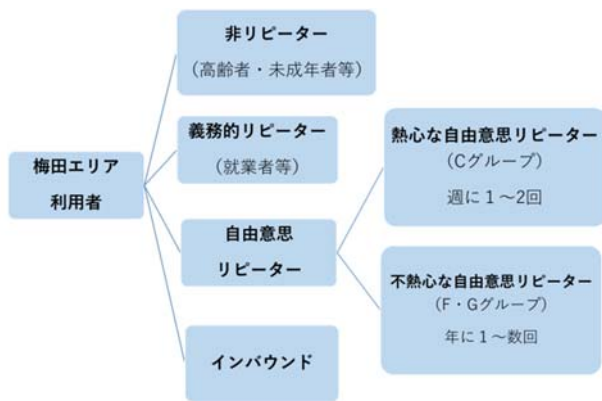 非リピーター
（高齢者・未成年者等）
義務的リピーター
（就業者等）
梅田エリア
利用者
自由意思
リピーター
インバウンド
熱心な自由意思リピーター
（Cグループ）
週に１～2回
不熱心な自由意思リピーター
（F・Gグループ）
年に１～数回